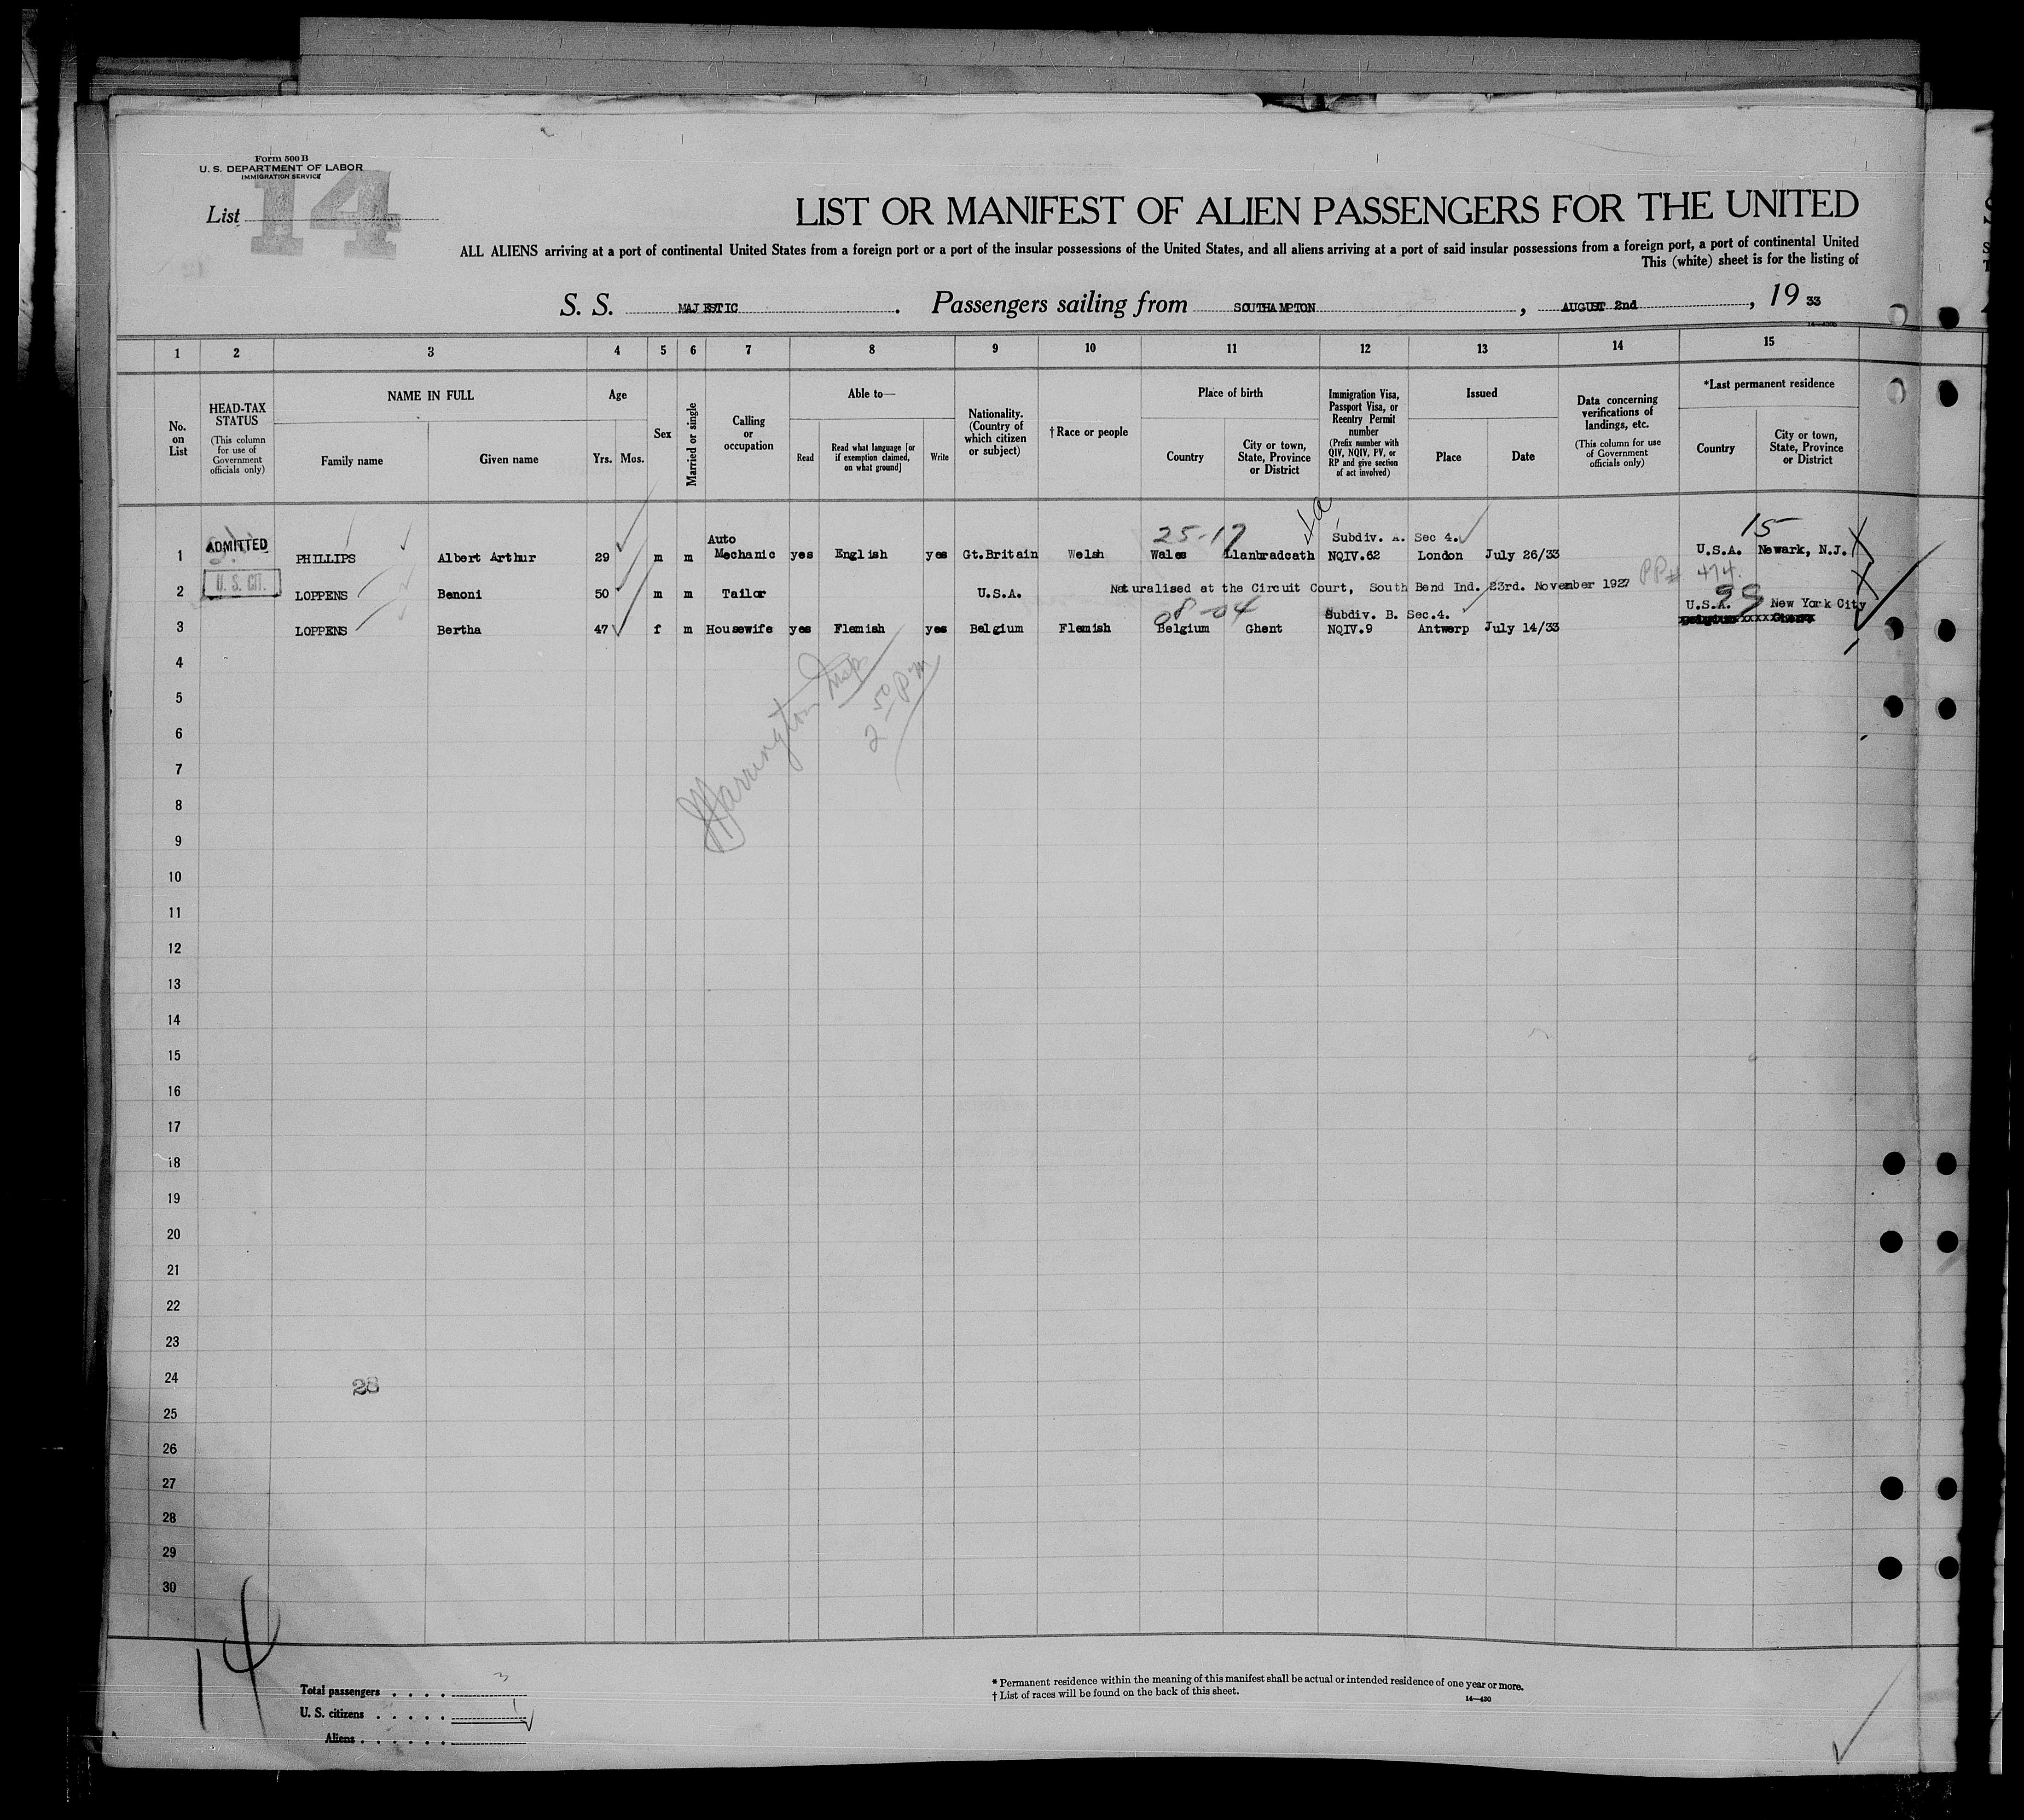 Form 500 B
U. S. DEPARTMENT OF LABOR
IMMIGRATION SERVICE
List 14
LIST OR MANIFEST OF ALIEN PASSENGERS FOR THE UNITED
ALL ALIENS arriving at a port of continental United States from a foreign port or a port of the insular possessions of the United States, and all aliens arriving at a port of said insular possessions from a foreign port, a port of continental United
This (white) sheet is for the listing of
S. S. MAJESTIC. Passengers sailing from SOUTHAMPTON, AUGUST 2nd, 19 33
1 2 3 4 5 6 7 8 9 10 11 12 13 14 15
No. on List
HEAD-TAX STATUS (This column for use of Government officials only)
NAME IN FULL
Family name
Given name
Age
Yrs. Mos.
Sex
Married or single
Calling or occupation
Able to—
Read
Read what language [or if exemption claimed, on what ground]
Write
Nationality. (Country of which citizen or subject)
†Race or people
Place of birth
Country
City or town, State, Province or District
Immigration Visa, Passport Visa, or Reentry Permit number (Prefix number with QIV, NQIV, PV, or RP and give section of act involved)
Issued
Place
Date
Data concerning verifications of landings, etc. (This column for use of Government officials only)
*Last permanent residence
Country
City or town, State, Province or District
25-17
Subdiv. A. Sec 4.
15
1 ADMITTED PHILLIPS Albert Arthur 29 m m Auto Mechanic yes English yes Gt.Britain Welsh Wales Llanbradcath NQIV.62 London July 26/33 U.S.A. Newark, N.J.
PP# 474.
2 U. S. CIT. LOPPENS Benoni 50 m m Tailor U.S.A. Naturalised at the Circuit Court, South Bend Ind. 23rd. November 1927
08-04
Subdiv. B. Sec.4.
99
U.S.A. New York City
3 LOPPENS Bertha 47 f m Housewife yes Flemish yes Belgium Flemish Belgium Ghent NQIV.9 Antwerp July 14/33 Belgium Ghent
4
5
6
7
8
9
10
11
12
13
14
15
16
17
18
19
20
21
22
23
24
25
26
27
28
29
30
Harrington Insp
2 50 pm
28
14
Total passengers . . . . 3
U. S. citizens . . . . . 1
Aliens . . . . . .
* Permanent residence within the meaning of this manifest shall be actual or intended residence of one year or more.
† List of races will be found on the back of this sheet.
14—430